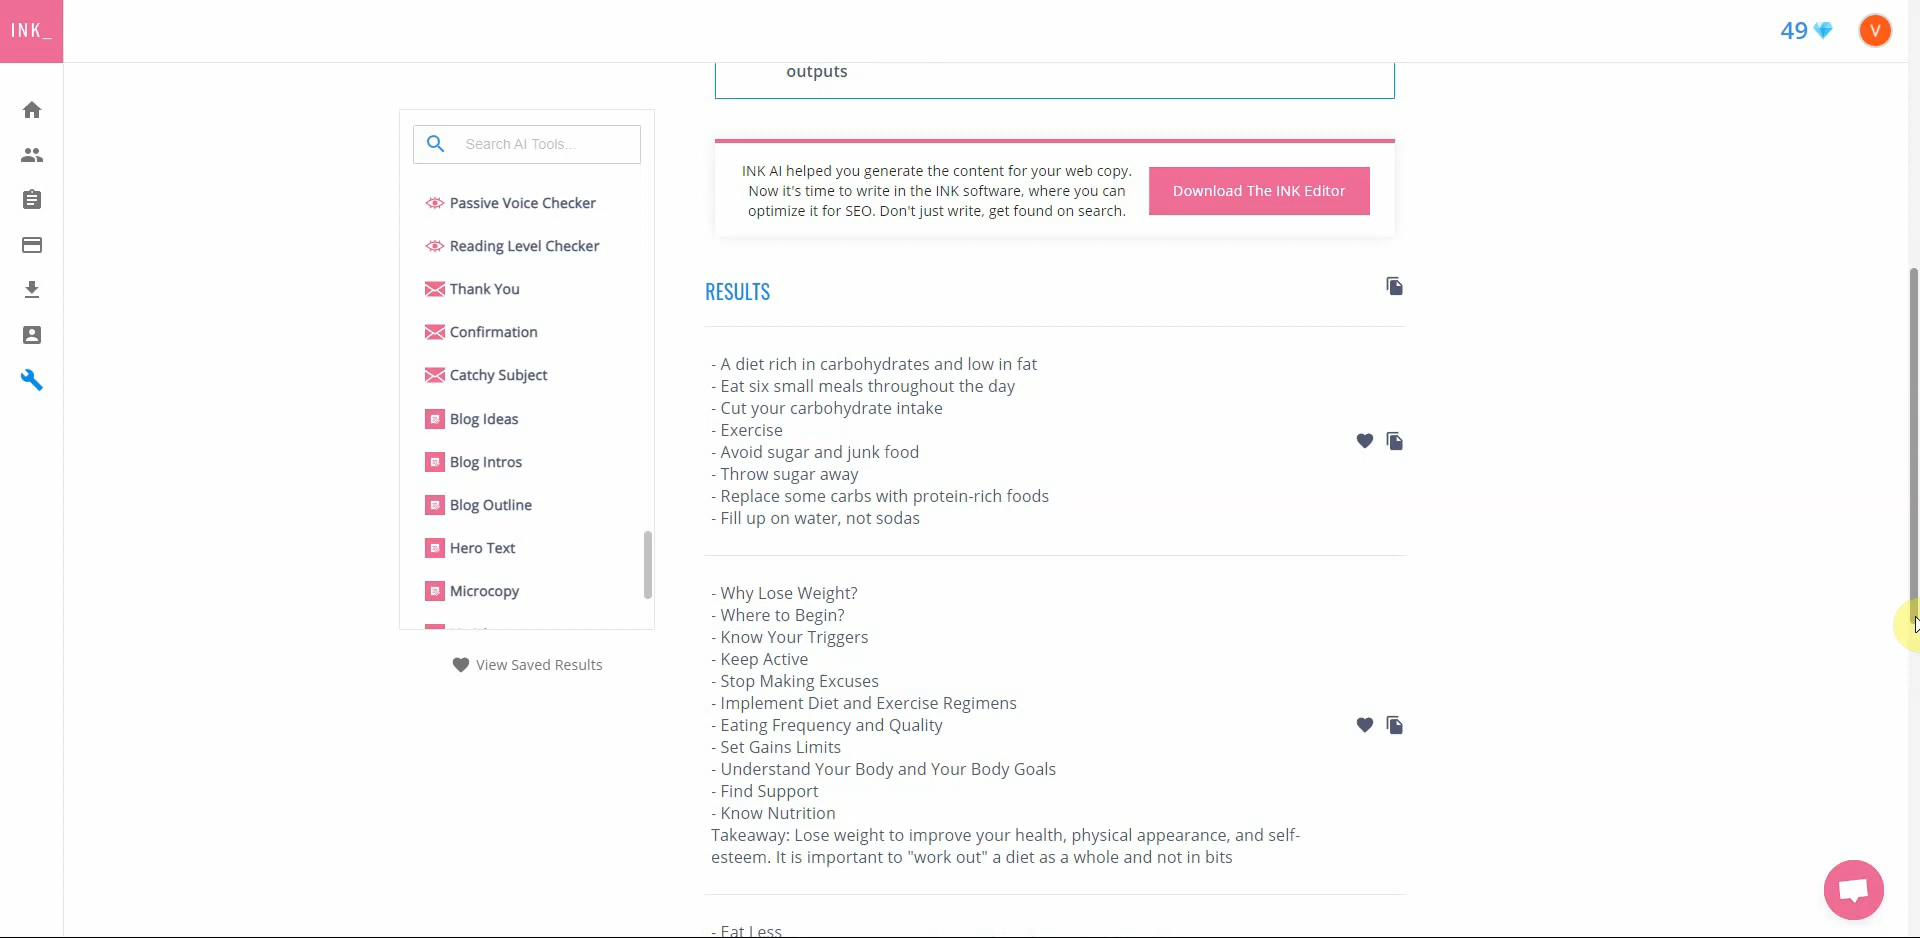 INK_
49
V
outputs
Search AI Tools...
Passive Voice Checker
Reading Level Checker
Thank You
Confirmation
Catchy Subject
Blog Ideas
Blog Intros
Blog Outline
Hero Text
Microcopy
View Saved Results
INK AI helped you generate the content for your web copy.
Now it's time to write in the INK software, where you can
optimize it for SEO. Don't just write, get found on search.
Download The INK Editor
RESULTS
- A diet rich in carbohydrates and low in fat
- Eat six small meals throughout the day
- Cut your carbohydrate intake
- Exercise
- Avoid sugar and junk food
- Throw sugar away
- Replace some carbs with protein-rich foods
- Fill up on water, not sodas
- Why Lose Weight?
- Where to Begin?
- Know Your Triggers
- Keep Active
- Stop Making Excuses
- Implement Diet and Exercise Regimens
- Eating Frequency and Quality
- Set Gains Limits
- Understand Your Body and Your Body Goals
- Find Support
- Know Nutrition
Takeaway: Lose weight to improve your health, physical appearance, and self-
esteem. It is important to "work out" a diet as a whole and not in bits
- Eat Less